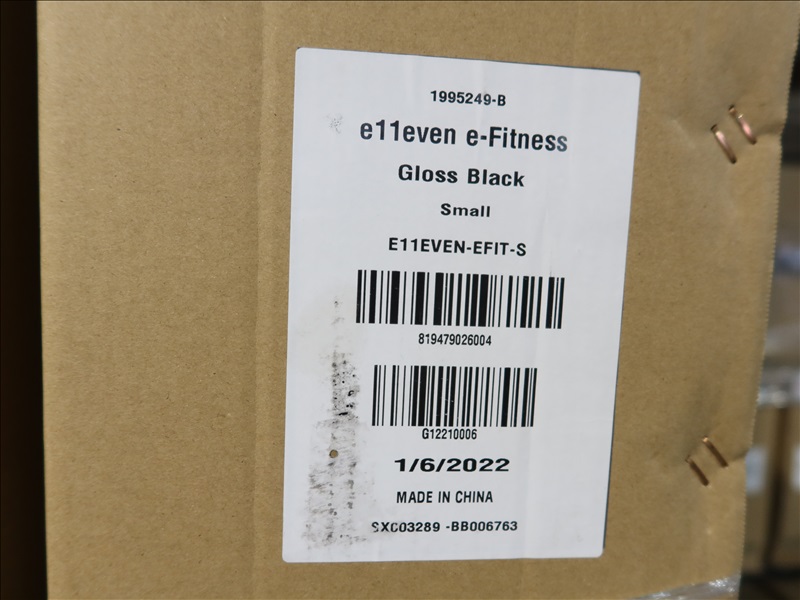 1995249-B
e11even e-Fitness
Gloss Black
Small
E11EVEN-EFIT-S
819479026004
G12210006
1/6/2022
MADE IN CHINA
SXC03289 -BB006763